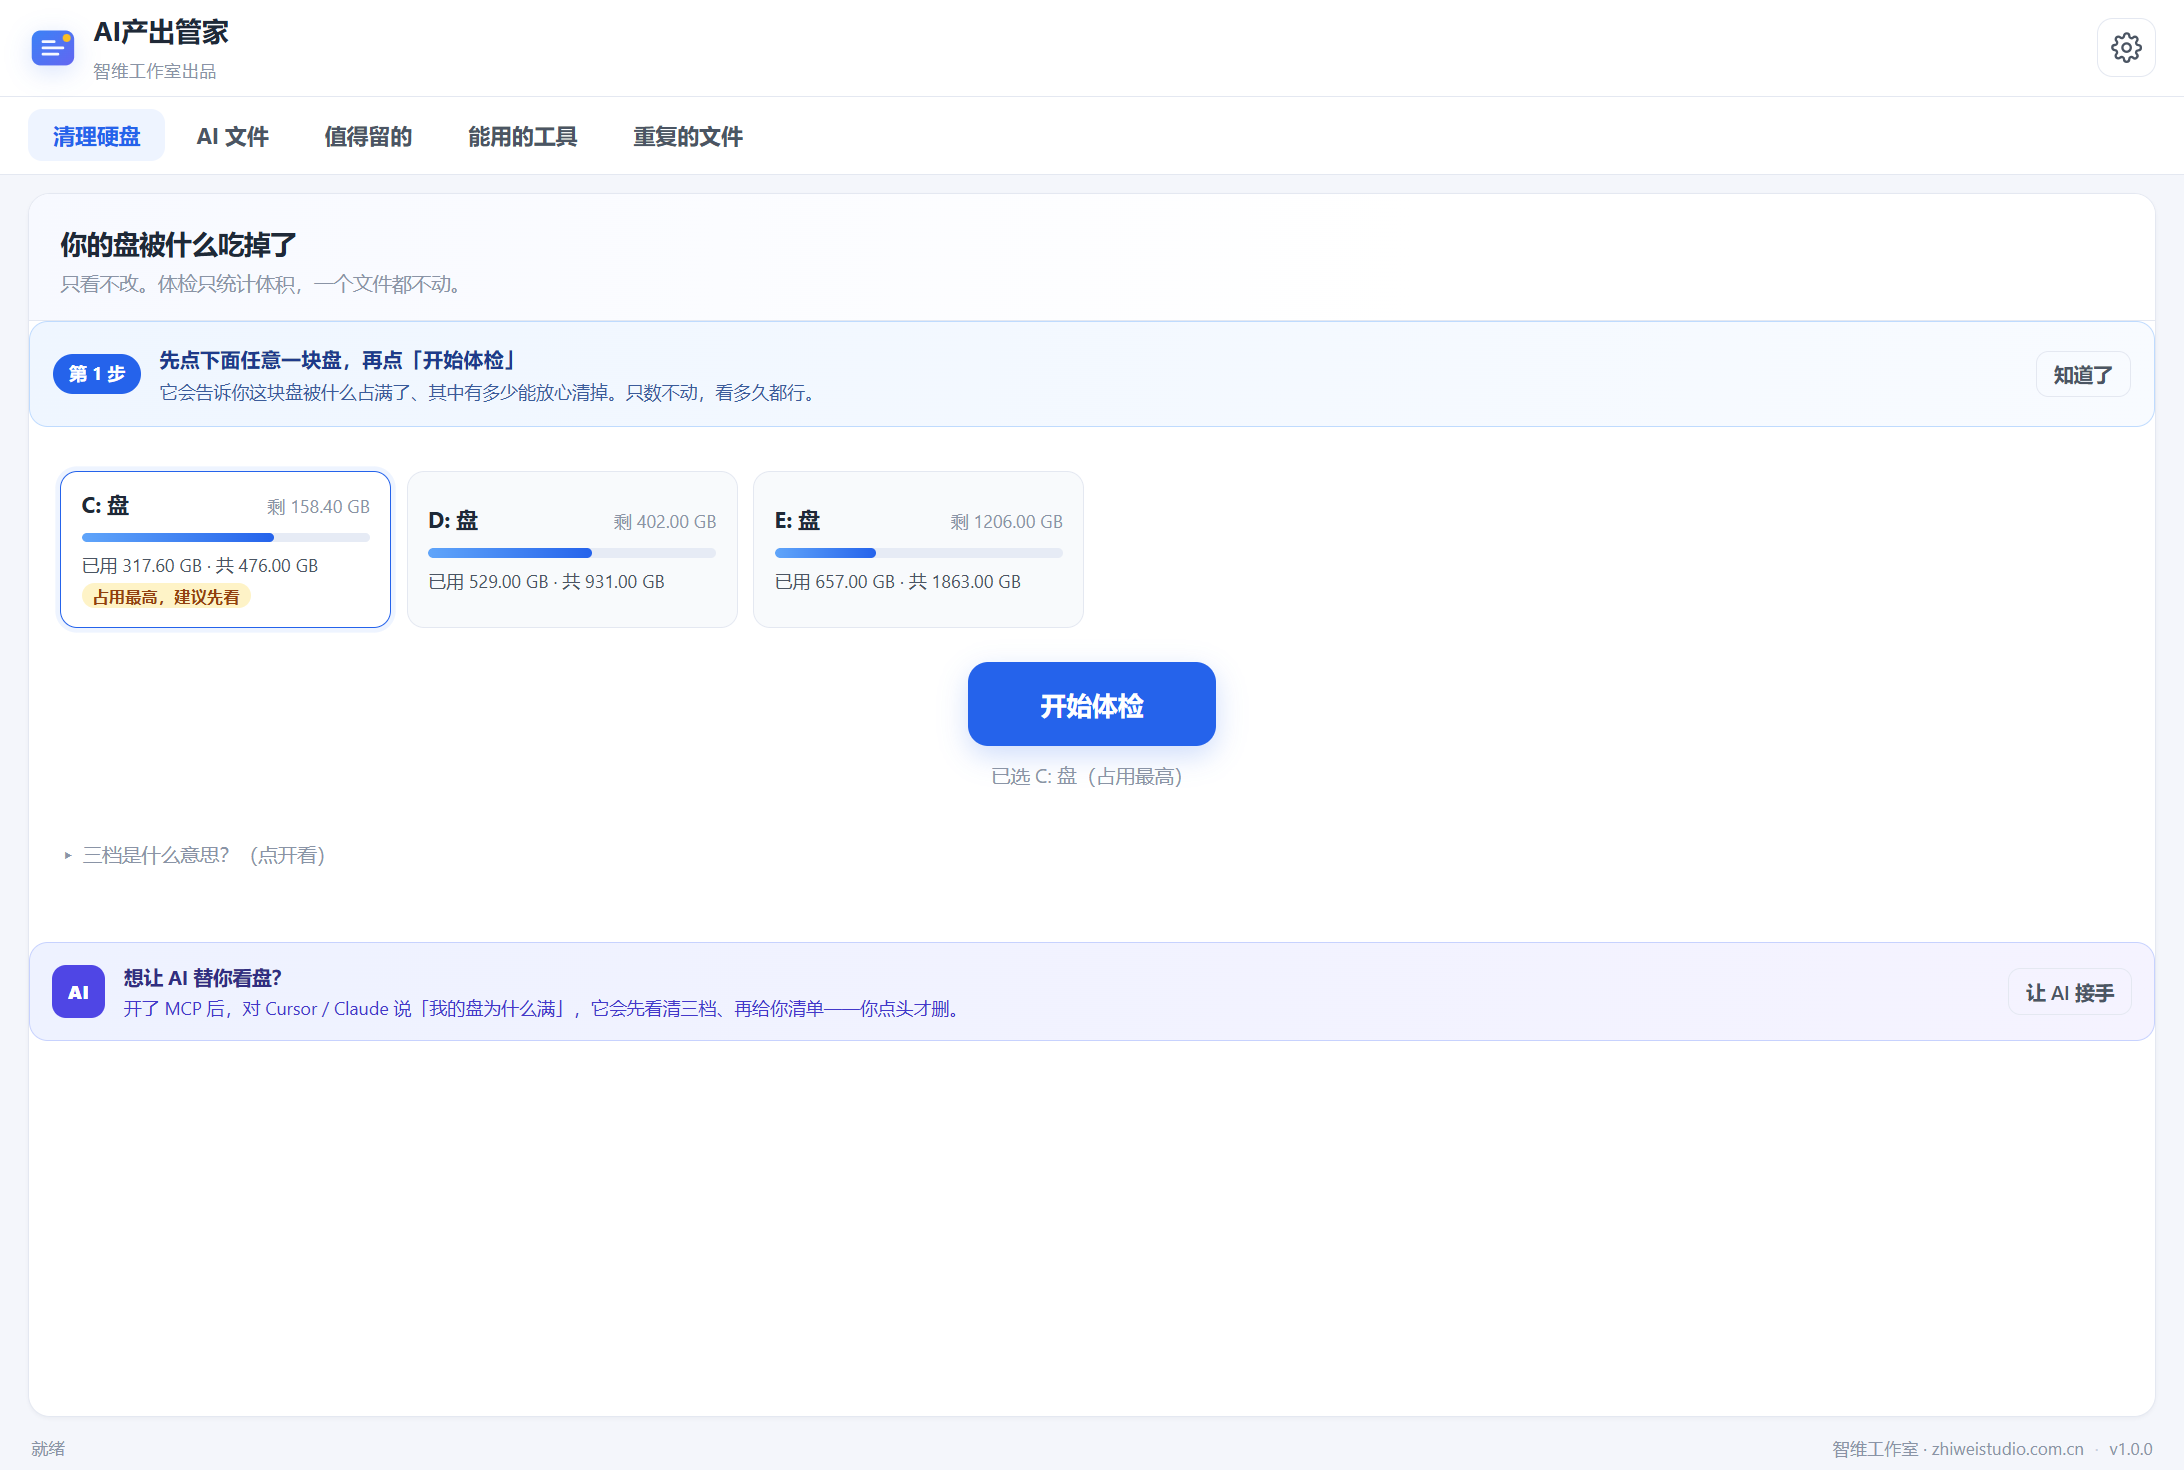 AI产出管家
智维工作室出品
清理硬盘 AI 文件 值得留的 能用的工具 重复的文件
你的盘被什么吃掉了
只看不改。体检只统计体积，一个文件都不动。
第 1 步
先点下面任意一块盘，再点「开始体检」
它会告诉你这块盘被什么占满了、其中有多少能放心清掉。只数不动，看多久都行。
知道了
C: 盘 剩 158.40 GB
已用 317.60 GB · 共 476.00 GB
占用最高，建议先看
D: 盘 剩 402.00 GB
已用 529.00 GB · 共 931.00 GB
E: 盘 剩 1206.00 GB
已用 657.00 GB · 共 1863.00 GB
开始体检
已选 C: 盘（占用最高）
三档是什么意思？（点开看）
AI
想让 AI 替你看盘？
开了 MCP 后，对 Cursor / Claude 说「我的盘为什么满」，它会先看清三档、再给你清单——你点头才删。
让 AI 接手
就绪
智维工作室 · zhiweistudio.com.cn · v1.0.0